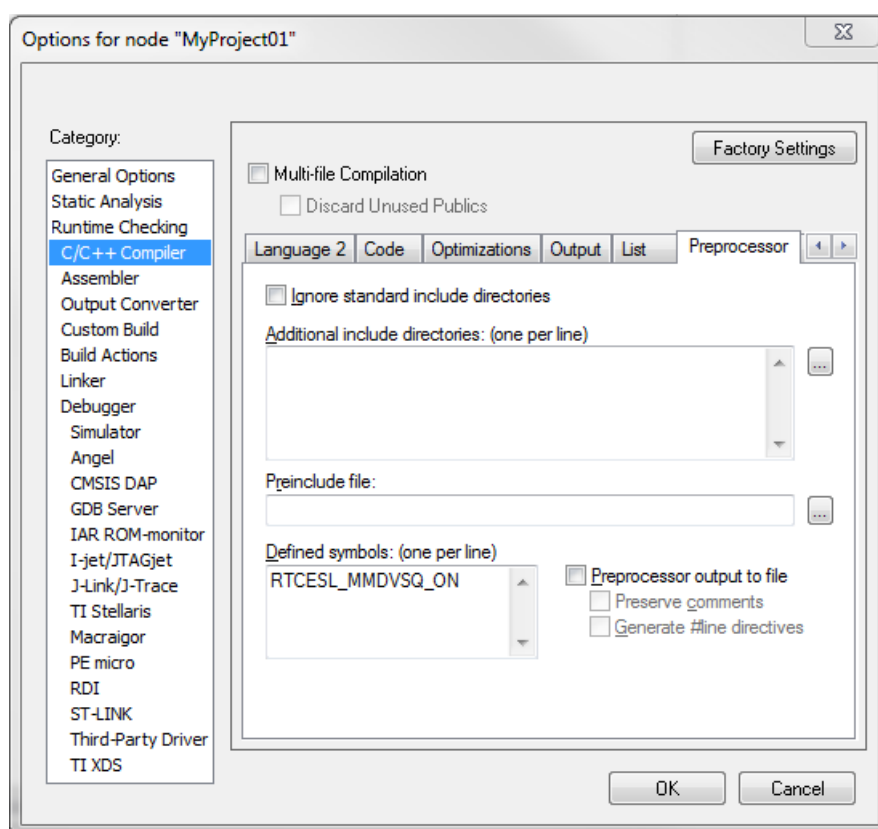 Options for node "MyProject01"
Category:
General Options
Static Analysis
Runtime Checking
C/C++ Compiler
Assembler
Output Converter
Custom Build
Build Actions
Linker
Debugger
Simulator
Angel
CMSIS DAP
GDB Server
IAR ROM-monitor
I-jet/JTAGjet
J-Link/J-Trace
TI Stellaris
Macraigor
PE micro
RDI
ST-LINK
Third-Party Driver
TI XDS
Factory Settings
Multi-file Compilation
Discard Unused Publics
Language 2 Code Optimizations Output List Preprocessor
Ignore standard include directories
Additional include directories: (one per line)
...
Preinclude file:
...
Defined symbols: (one per line)
RTCESL_MMDVSQ_ON
Preprocessor output to file
Preserve comments
Generate #line directives
OK Cancel